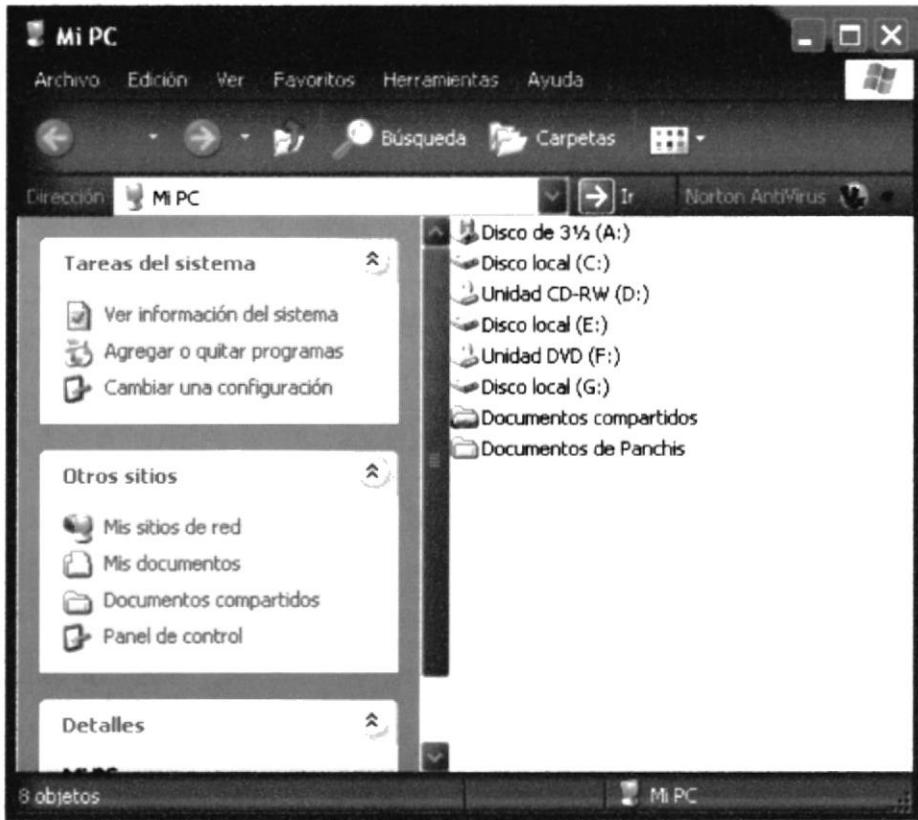 Mi PC
Archivo Edición Ver Favoritos Herramientas Ayuda
Búsqueda Carpetas
Dirección Mi PC Ir Norton AntiVirus
Tareas del sistema
Ver información del sistema
Agregar o quitar programas
Cambiar una configuración
Otros sitios
Mis sitios de red
Mis documentos
Documentos compartidos
Panel de control
Detalles
Disco de 3½ (A:)
Disco local (C:)
Unidad CD-RW (D:)
Disco local (E:)
Unidad DVD (F:)
Disco local (G:)
Documentos compartidos
Documentos de Panchis
8 objetos Mi PC